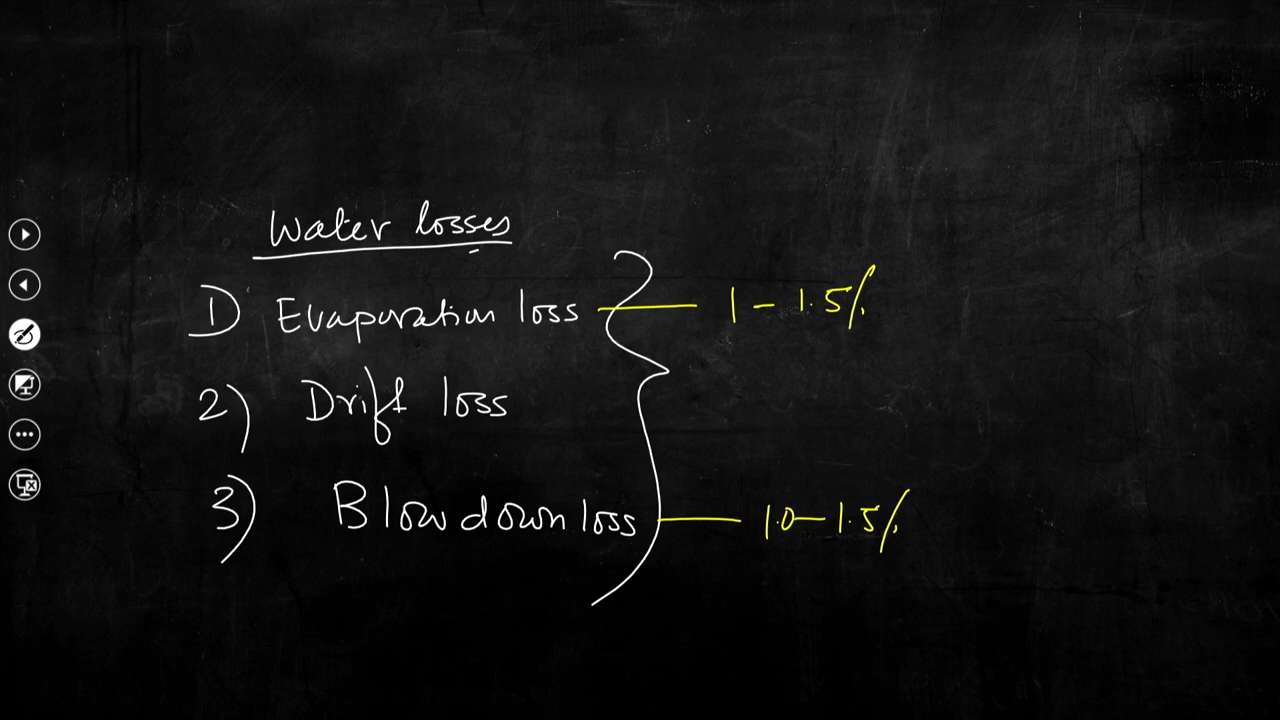 Water losses
1) Evaporation loss — 1 - 1.5%
2) Drift loss
3) Blowdown loss — 1.0-1.5%